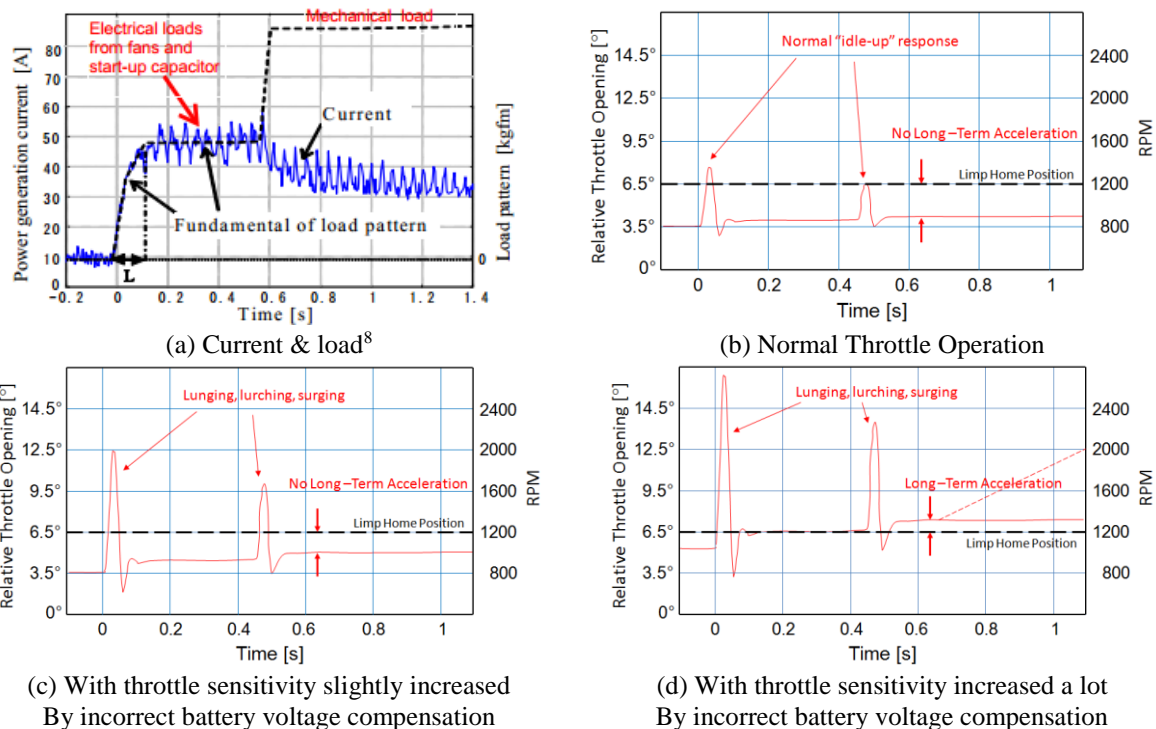 Mechanical load
Electrical loads
from fans and
start-up capacitor
Current
Fundamental of load pattern
L
Power generation current [A]
80
70
60
50
40
30
20
10
0
Load pattern [kgfm]
0
-0.2 0 0.2 0.4 0.6 0.8 1 1.2 1.4
Time [s]
(a) Current & load⁸
Normal "idle-up" response
No Long–Term Acceleration
Limp Home Position
Relative Throttle Opening [°]
14.5°
12.5°
9.5°
6.5°
3.5°
0°
2400
2000
1600
1200
800
RPM
0 0.2 0.4 0.6 0.8 1
Time [s]
(b) Normal Throttle Operation
Lunging, lurching, surging
No Long–Term Acceleration
Limp Home Position
Relative Throttle Opening [°]
14.5°
12.5°
9.5°
6.5°
3.5°
0°
2400
2000
1600
1200
800
RPM
0 0.2 0.4 0.6 0.8 1
Time [s]
(c) With throttle sensitivity slightly increased
By incorrect battery voltage compensation
Lunging, lurching, surging
Long–Term Acceleration
Limp Home Position
Relative Throttle Opening [°]
14.5°
12.5°
9.5°
6.5°
3.5°
0°
2400
2000
1600
1200
800
RPM
0 0.2 0.4 0.6 0.8 1
Time [s]
(d) With throttle sensitivity increased a lot
By incorrect battery voltage compensation